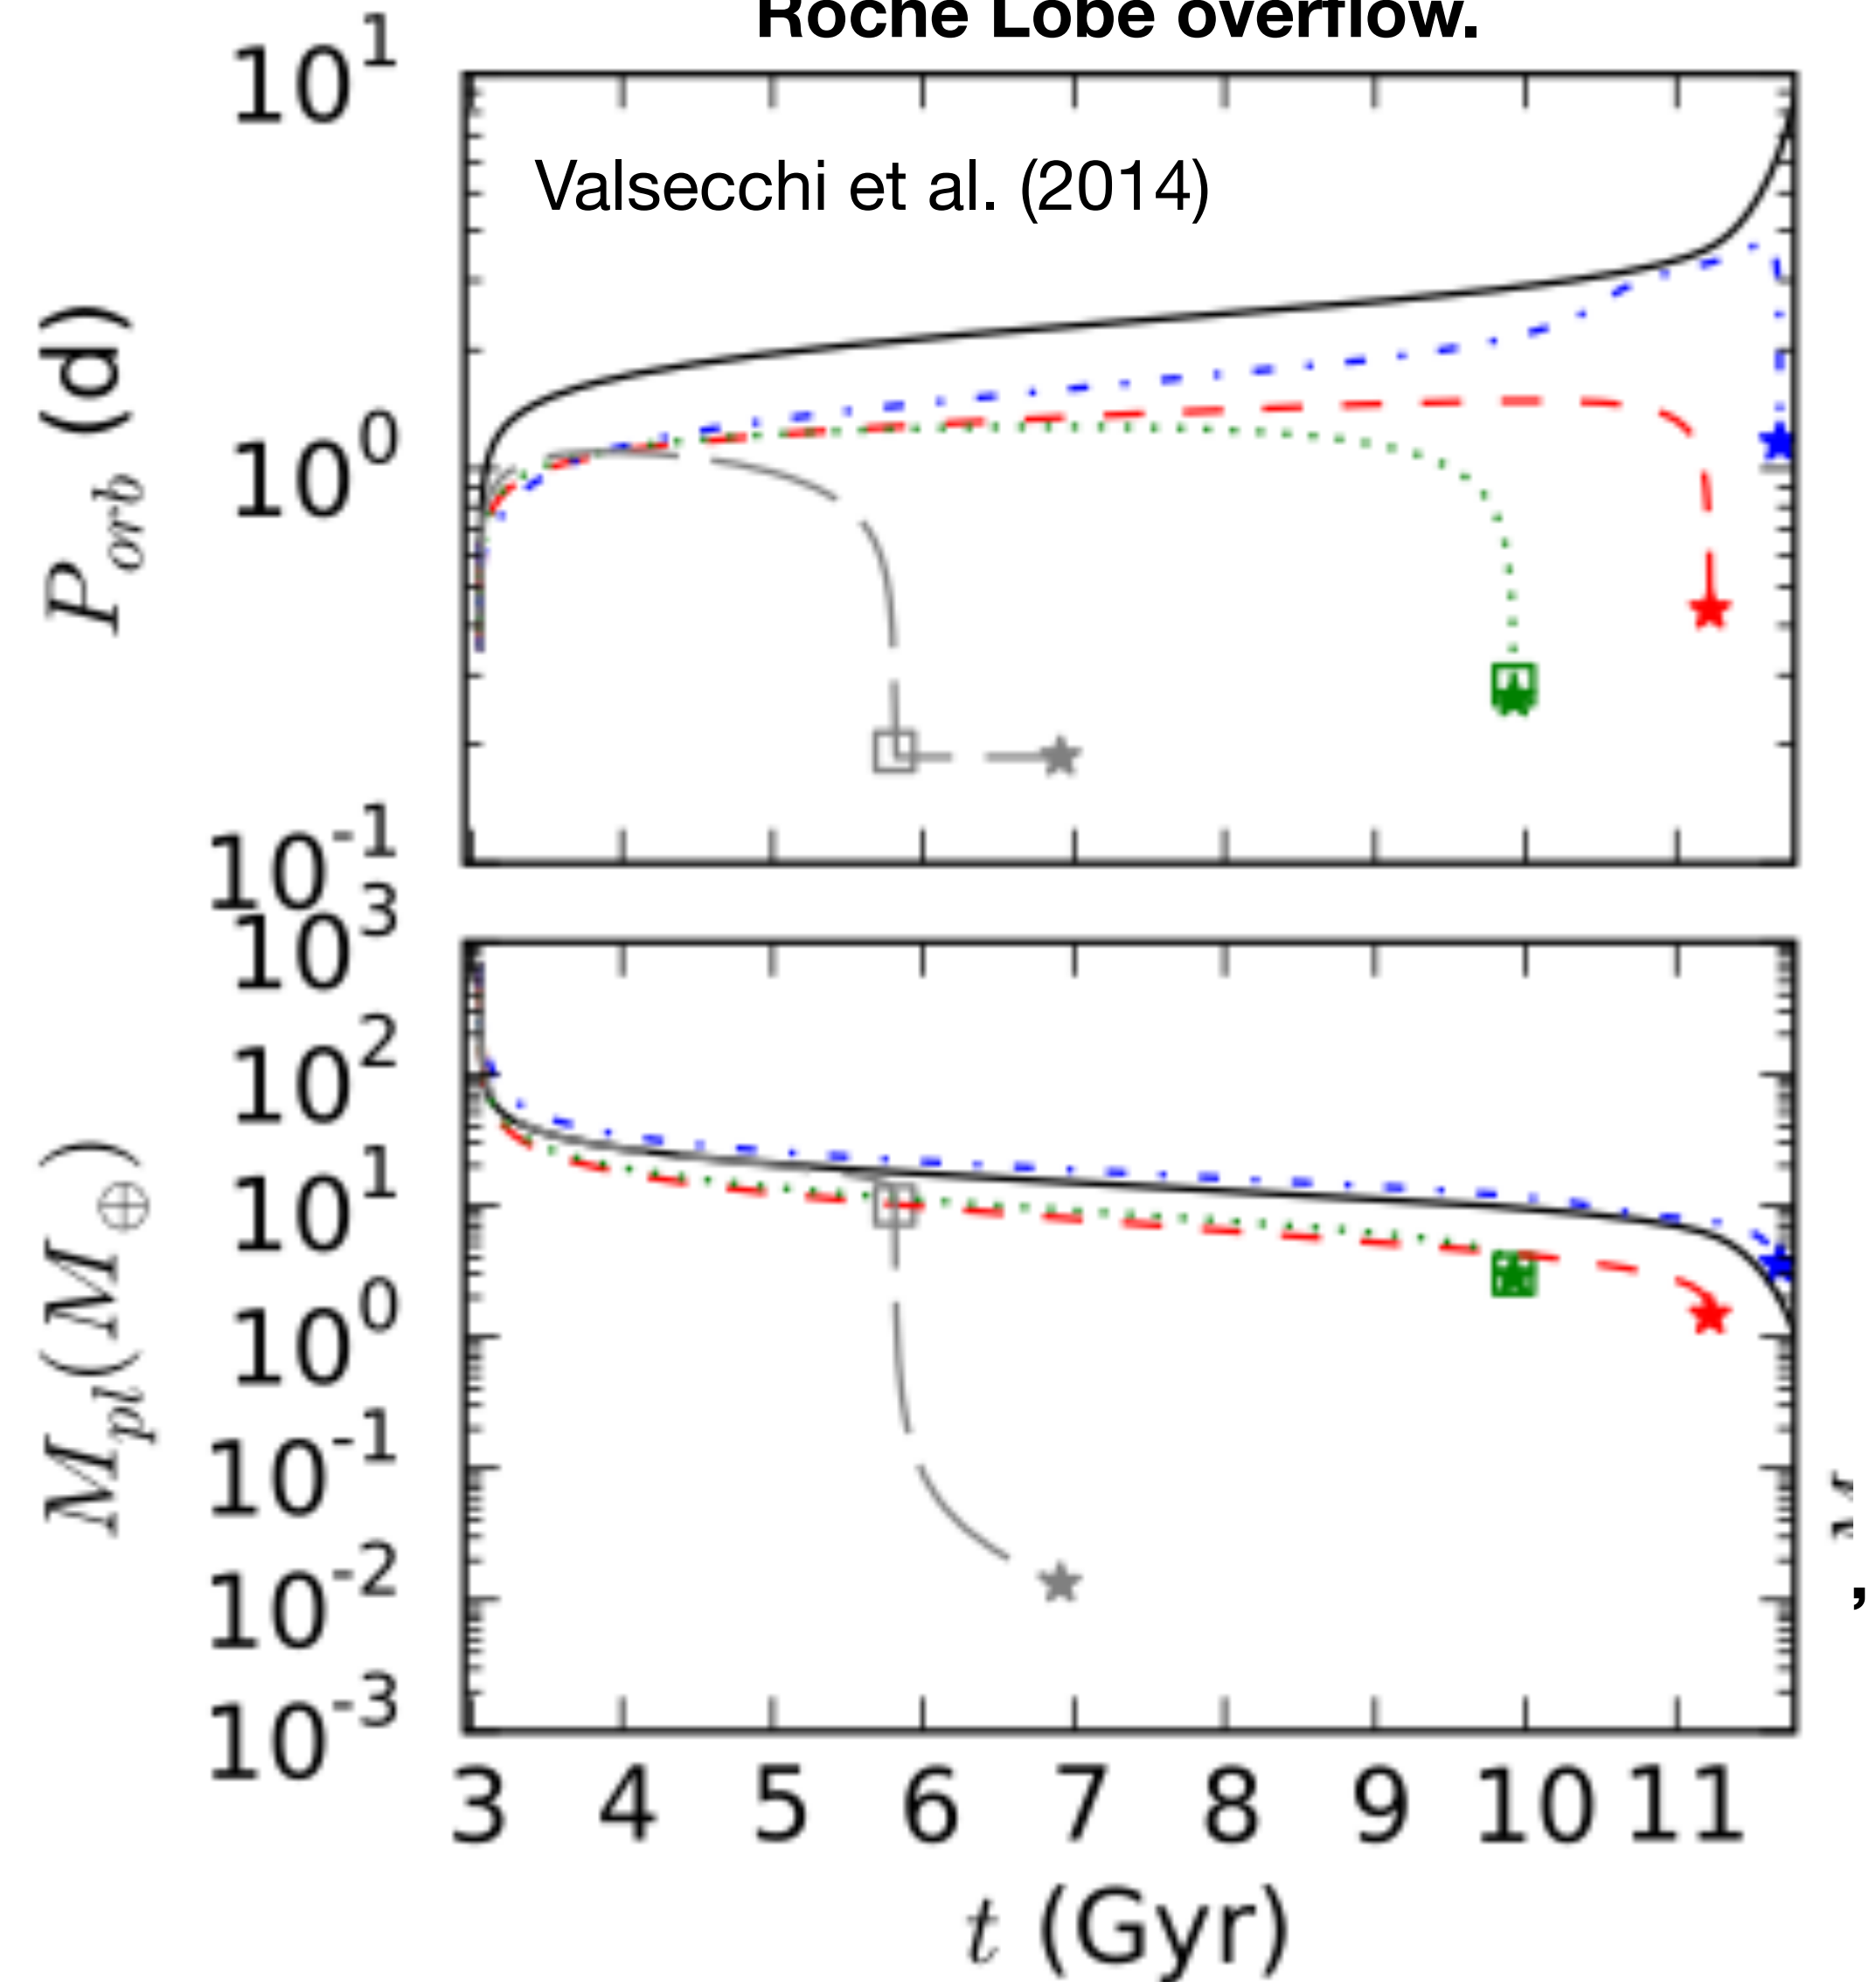 Roche Lobe overflow.
10^1
Valsecchi et al. (2014)
P_orb (d)
10^0
10^-1
10^3
10^2
10^1
M_pl(M_⊕)
10^0
10^-1
10^-2
10^-3
3 4 5 6 7 8 9 10 11
t (Gyr)
,